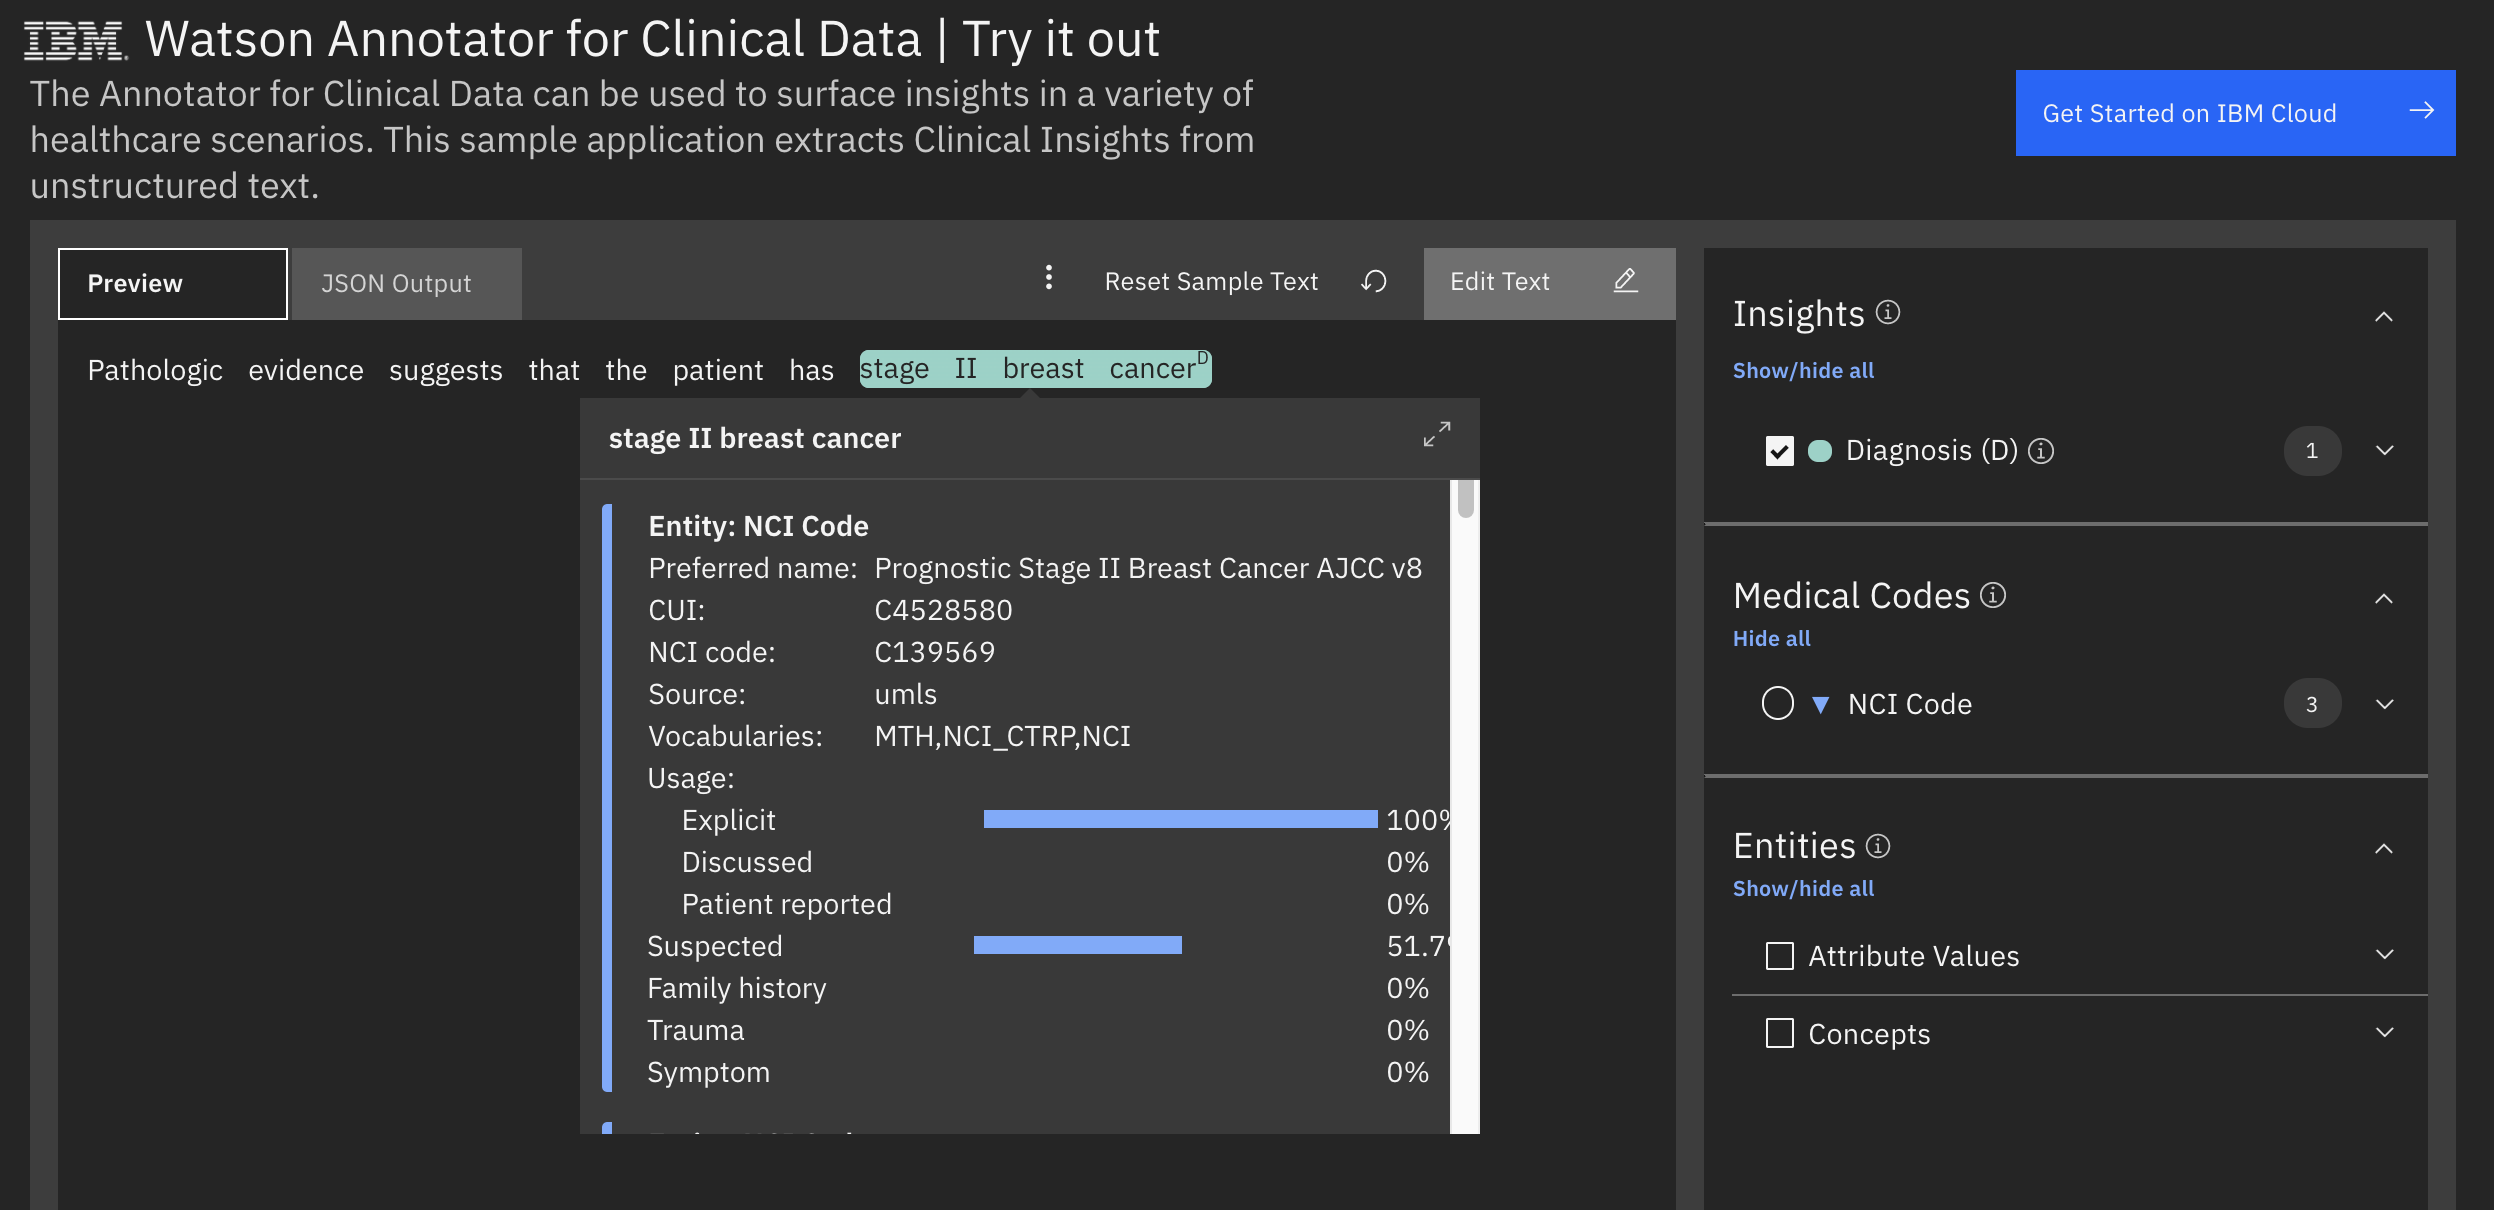 IBM Watson Annotator for Clinical Data | Try it out
The Annotator for Clinical Data can be used to surface insights in a variety of
healthcare scenarios. This sample application extracts Clinical Insights from
unstructured text.
Get Started on IBM Cloud
Preview
JSON Output
Reset Sample Text
Edit Text
Pathologic evidence suggests that the patient has stage II breast cancer D
stage II breast cancer
Entity: NCI Code
Preferred name: Prognostic Stage II Breast Cancer AJCC v8
CUI: C4528580
NCI code: C139569
Source: umls
Vocabularies: MTH,NCI_CTRP,NCI
Usage:
Explicit 100%
Discussed 0%
Patient reported 0%
Suspected 51.7%
Family history 0%
Trauma 0%
Symptom 0%
Insights
Show/hide all
Diagnosis (D) 1
Medical Codes
Hide all
NCI Code 3
Entities
Show/hide all
Attribute Values
Concepts